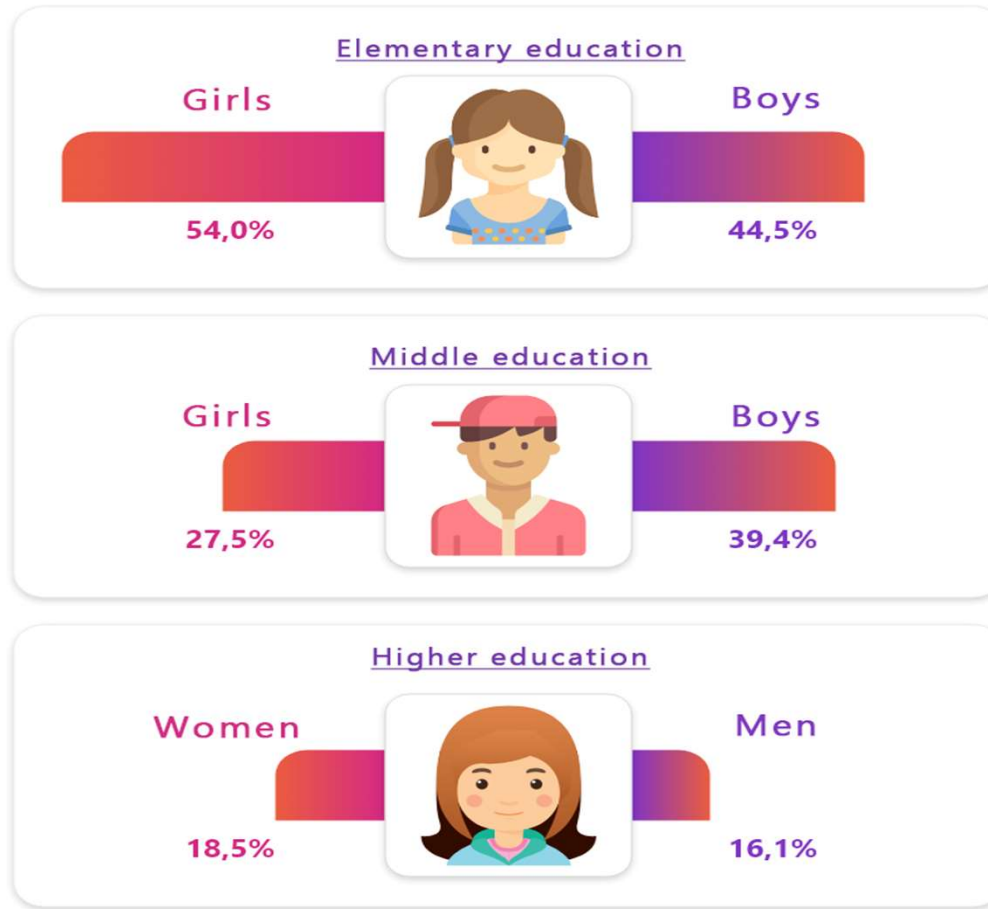 Elementary education
Girls
Boys
54,0%
44,5%
Middle education
Girls
Boys
27,5%
39,4%
Higher education
Women
Men
18,5%
16,1%